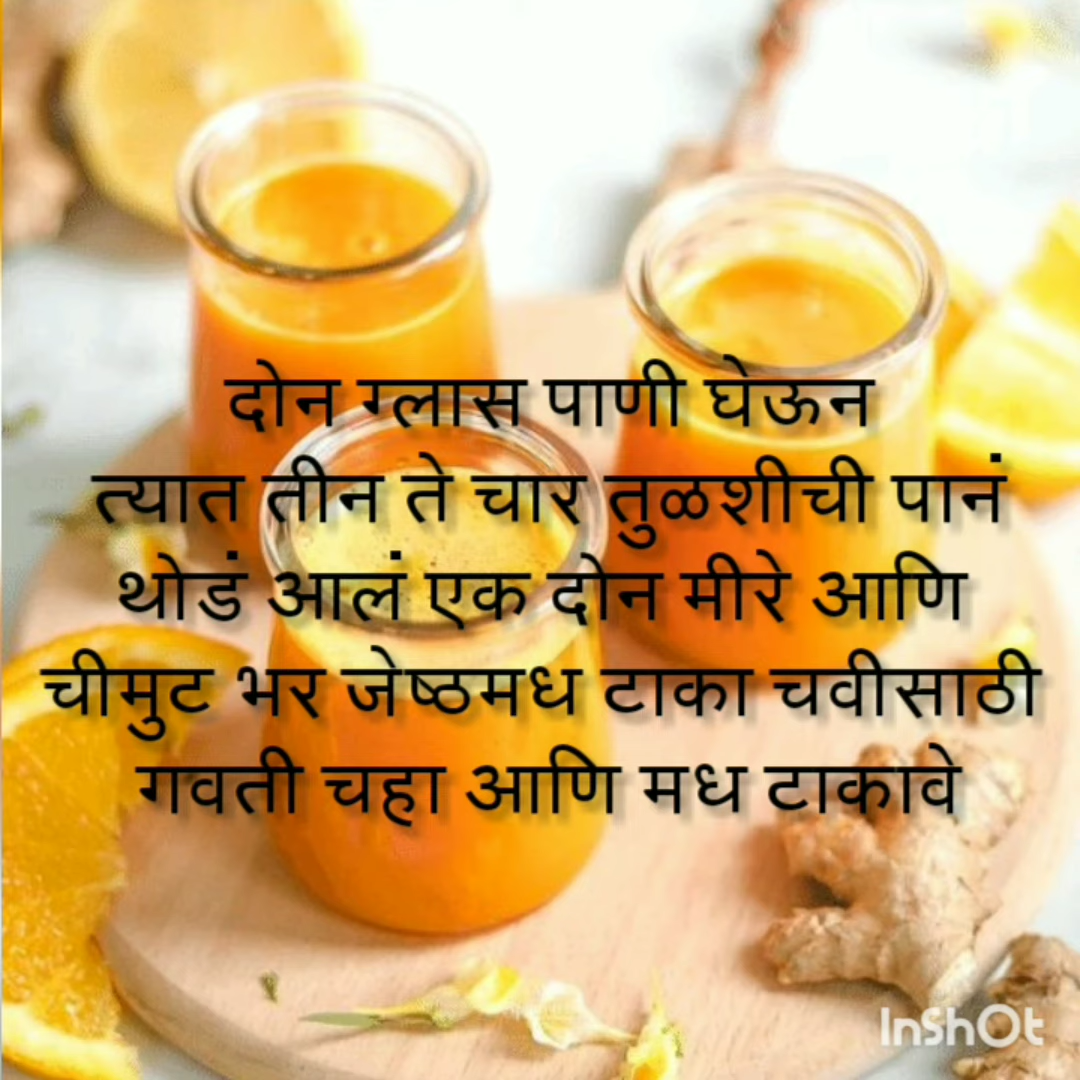 दोन ग्लास पाणी घेऊन
त्यात तीन ते चार तुळशीची पानं
थोडं आलं एक दोन मीरे आणि
चीमुट भर जेष्ठमध टाका चवीसाठी
गवती चहा आणि मध टाकावे
InShOt